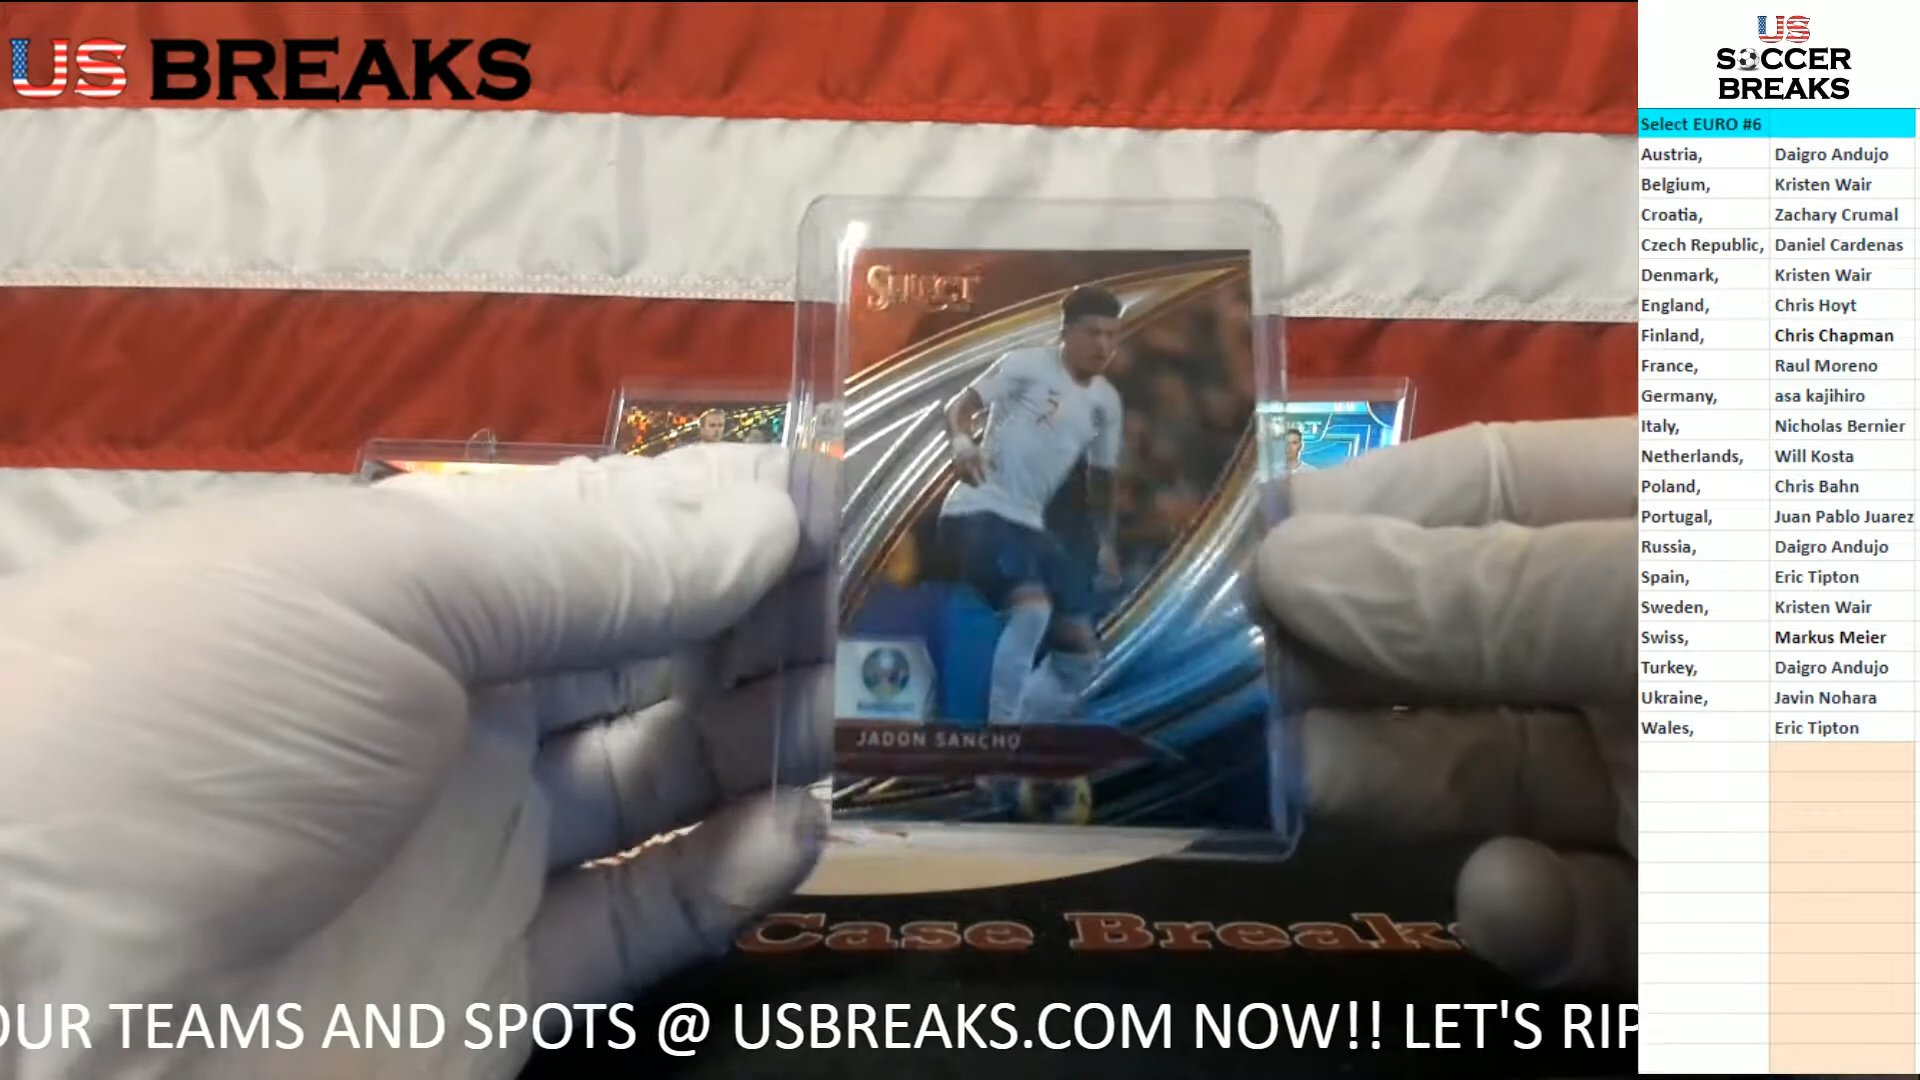 US BREAKS
US
SOCCER
BREAKS
Select EURO #6
Austria, Daigro Andujo
Belgium, Kristen Wair
Croatia, Zachary Crumal
Czech Republic, Daniel Cardenas
Denmark, Kristen Wair
England, Chris Hoyt
Finland, Chris Chapman
France, Raul Moreno
Germany, asa kajihiro
Italy, Nicholas Bernier
Netherlands, Will Kosta
Poland, Chris Bahn
Portugal, Juan Pablo Juarez
Russia, Daigro Andujo
Spain, Eric Tipton
Sweden, Kristen Wair
Swiss, Markus Meier
Turkey, Daigro Andujo
Ukraine, Javin Nohara
Wales, Eric Tipton
SELECT
JADON SANCHO
Case Breaks
OUR TEAMS AND SPOTS @ USBREAKS.COM NOW!! LET'S RIP